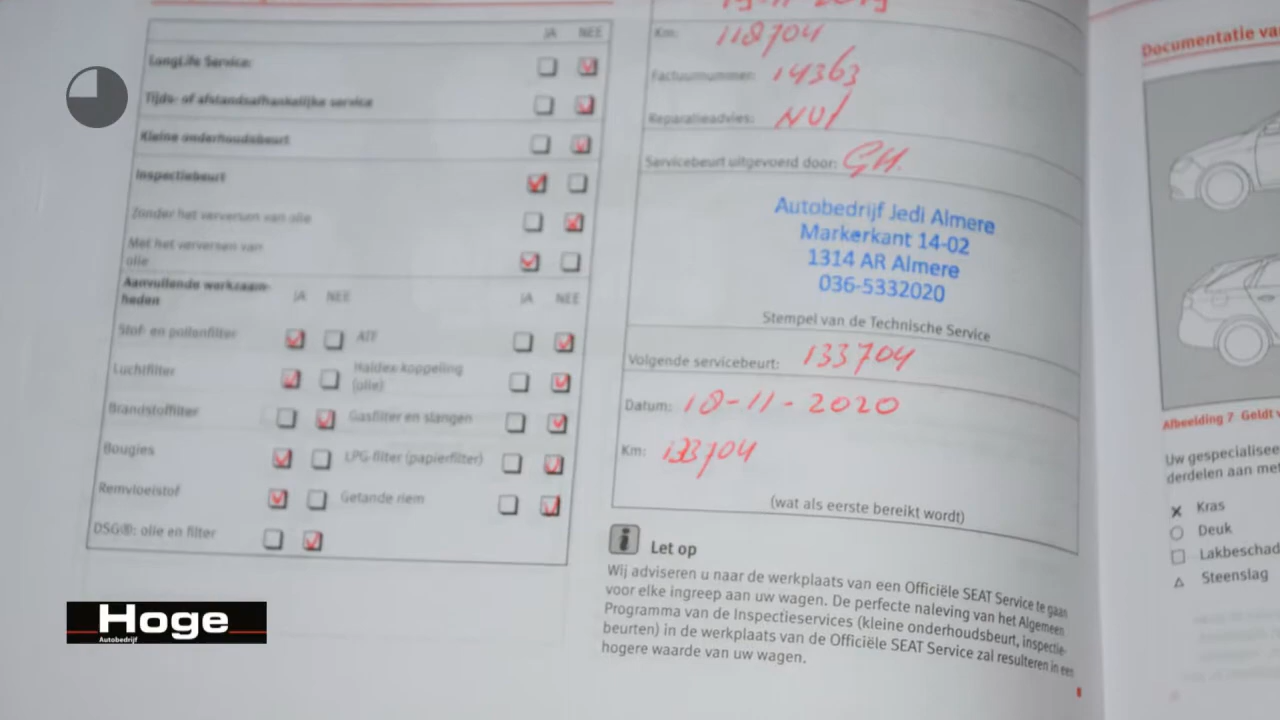 JA NEE
LongLife Service:
Tijds- of afstandsafhankelijke service
Kleine onderhoudsbeurt
Inspectiebeurt
Zonder het verversen van olie
Met het verversen van
olie
Aanvullende werkzaam-
heden
JA NEE JA NEE
Stof- en pollenfilter ATF
Luchtfilter Haldex koppeling
(olie)
Brandstoffilter Gasfilter en slangen
Bougies LPG-filter (papierfilter)
Remvloeistof Getande riem
DSG®: olie en filter
Km: 118704
Factuurnummer: 14363
Reparatieadvies:
Servicebeurt uitgevoerd door: GH.
Autobedrijf Jedi Almere
Markerkant 14-02
1314 AR Almere
036-5332020
Stempel van de Technische Service
Volgende servicebeurt: 133704
Datum: 18-11-2020
Km: 133704
(wat als eerste bereikt wordt)
i Let op
Wij adviseren u naar de werkplaats van een Officiële SEAT Service te gaan
voor elke ingreep aan uw wagen. De perfecte naleving van het Algemeen
Programma van de Inspectieservices (kleine onderhoudsbeurt, inspectie-
beurten) in de werkplaats van de Officiële SEAT Service zal resulteren in een
hogere waarde van uw wagen.
Documentatie va
Afbeelding 7 Geldt v
Uw gespecialisee
derdelen aan met
Kras
Deuk
Lakbeschad
Steenslag
Hoge
Autobedrijf